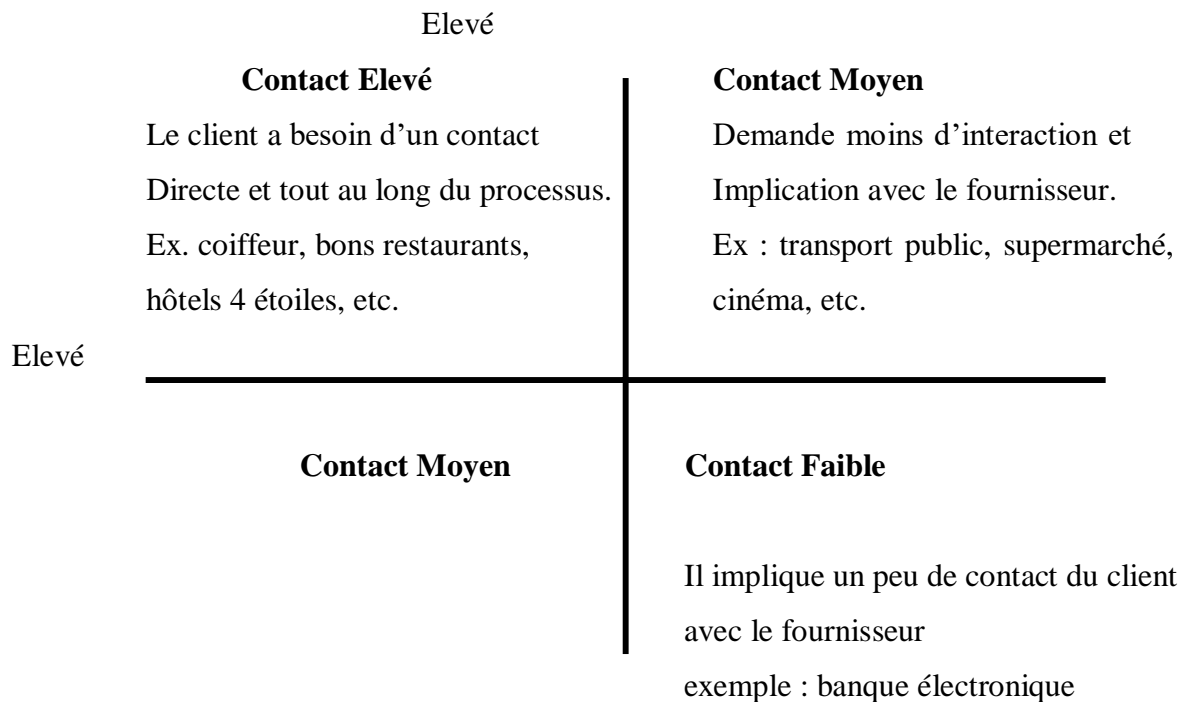 Elevé
Contact Elevé
Le client a besoin d’un contact
Directe et tout au long du processus.
Ex. coiffeur, bons restaurants,
hôtels 4 étoiles, etc.
Contact Moyen
Demande moins d’interaction et
Implication avec le fournisseur.
Ex : transport public, supermarché,
cinéma, etc.
Elevé
Contact Moyen
Contact Faible
Il implique un peu de contact du client
avec le fournisseur
exemple : banque électronique